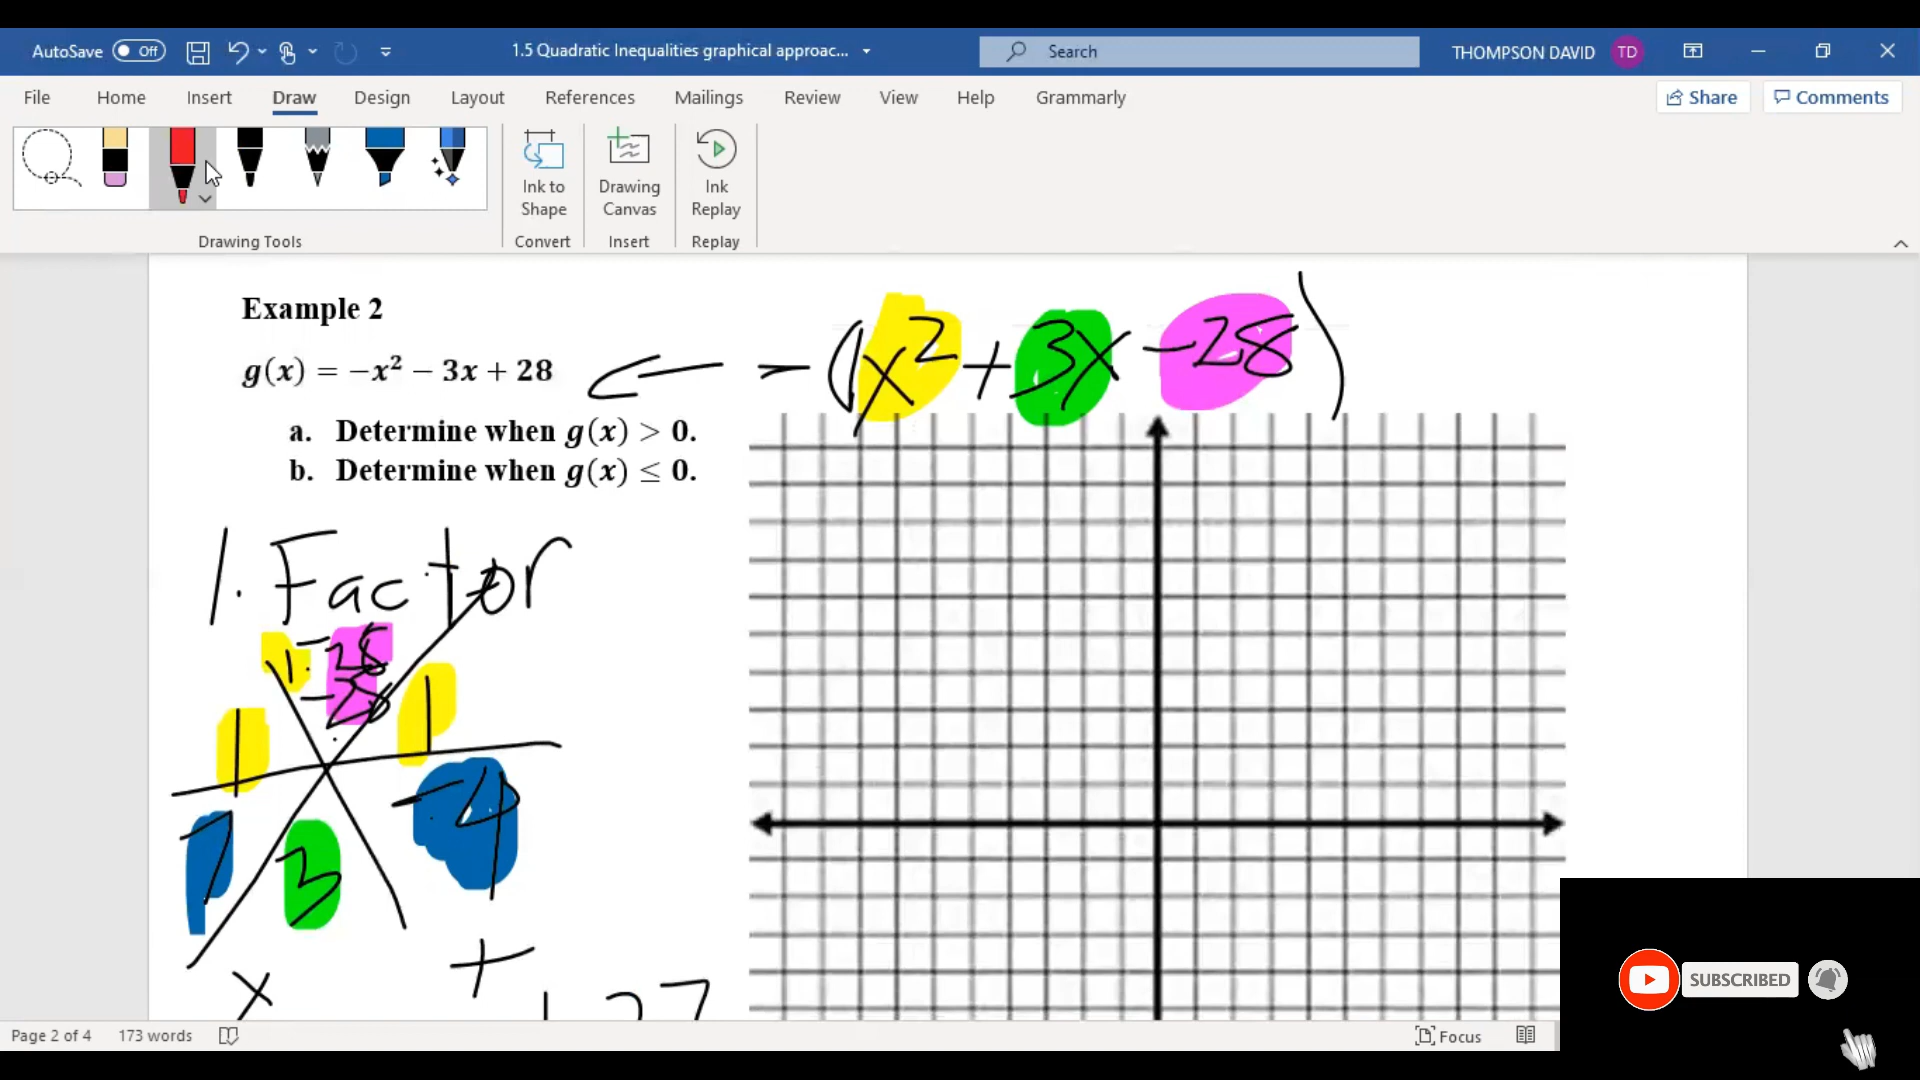 AutoSave Off 1.5 Quadratic Inequalities graphical approac... Search THOMPSON DAVID TD
File Home Insert Draw Design Layout References Mailings Review View Help Grammarly Share Comments
Ink to Shape
Drawing Canvas
Ink Replay
Drawing Tools Convert Insert Replay
Example 2
g(x) = −x² − 3x + 28
−(x² + 3x − 28)
a. Determine when g(x) > 0.
b. Determine when g(x) ≤ 0.
1. Factor
1·−28
−28
1 1
7 3 −4
x +
SUBSCRIBED
Page 2 of 4 173 words Focus